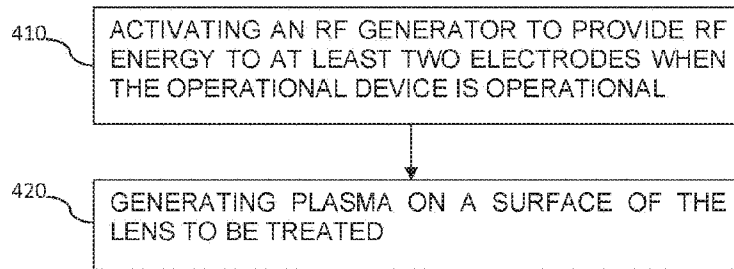 410
ACTIVATING AN RF GENERATOR TO PROVIDE RF
ENERGY TO AT LEAST TWO ELECTRODES WHEN
THE OPERATIONAL DEVICE IS OPERATIONAL
420
GENERATING PLASMA ON A SURFACE OF THE
LENS TO BE TREATED